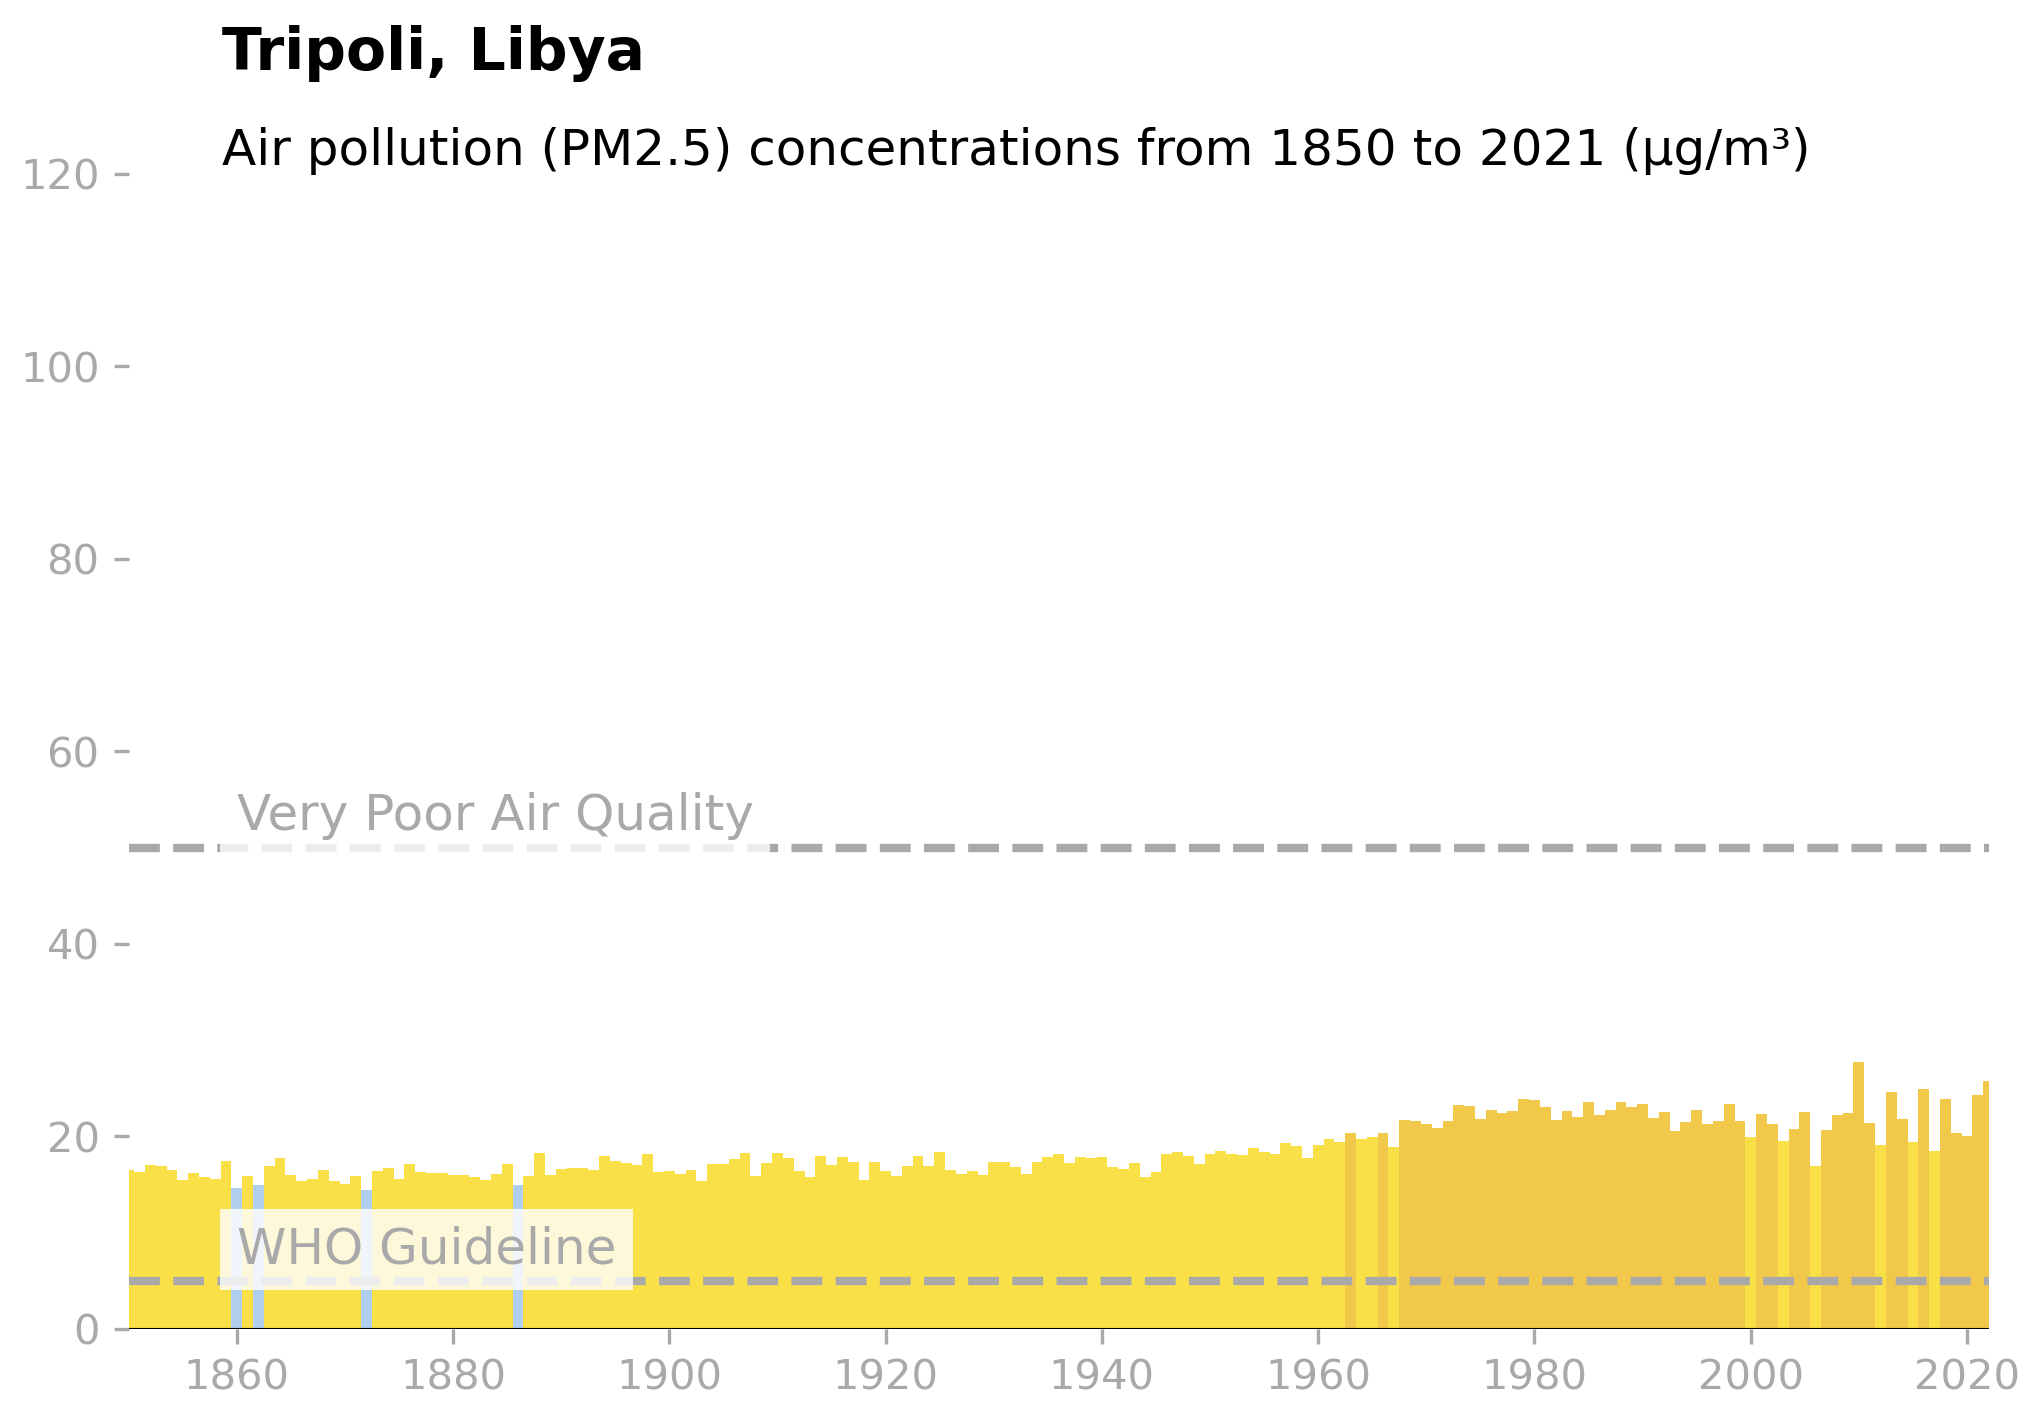 Tripoli, Libya
Air pollution (PM2.5) concentrations from 1850 to 2021 (µg/m³)
120
100
80
60
Very Poor Air Quality
40
20
WHO Guideline
0
1860 1880 1900 1920 1940 1960 1980 2000 2020